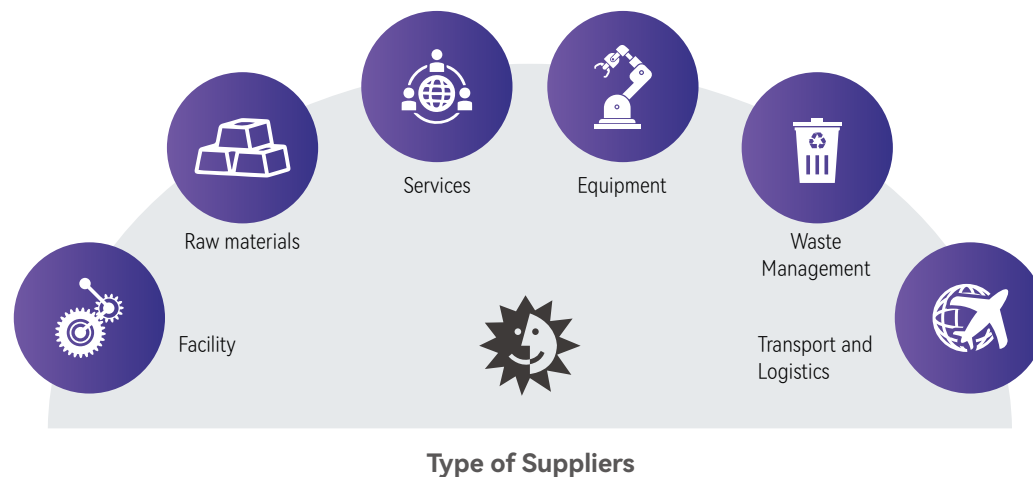 Services
Equipment
Raw materials
Waste
Management
Facility
Transport and
Logistics
Type of Suppliers